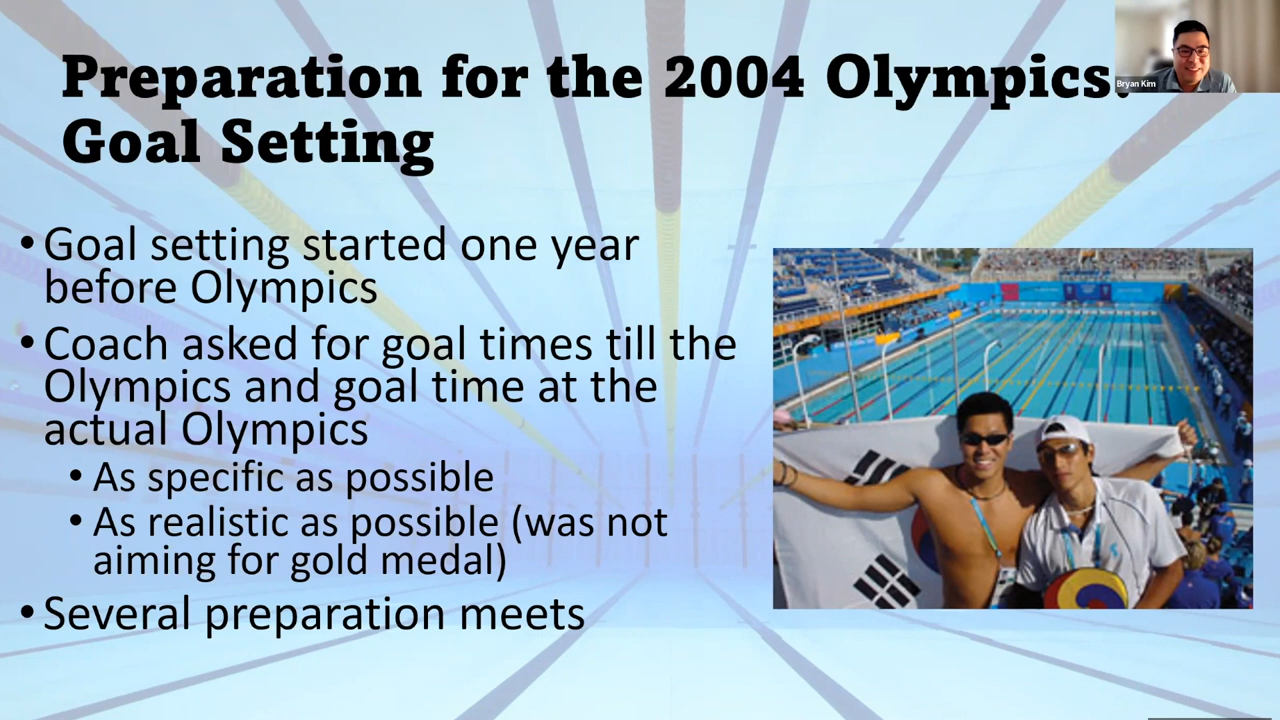 Preparation for the 2004 Olympics:
Goal Setting
Bryan Kim
• Goal setting started one year
before Olympics
• Coach asked for goal times till the
Olympics and goal time at the
actual Olympics
• As specific as possible
• As realistic as possible (was not
aiming for gold medal)
• Several preparation meets